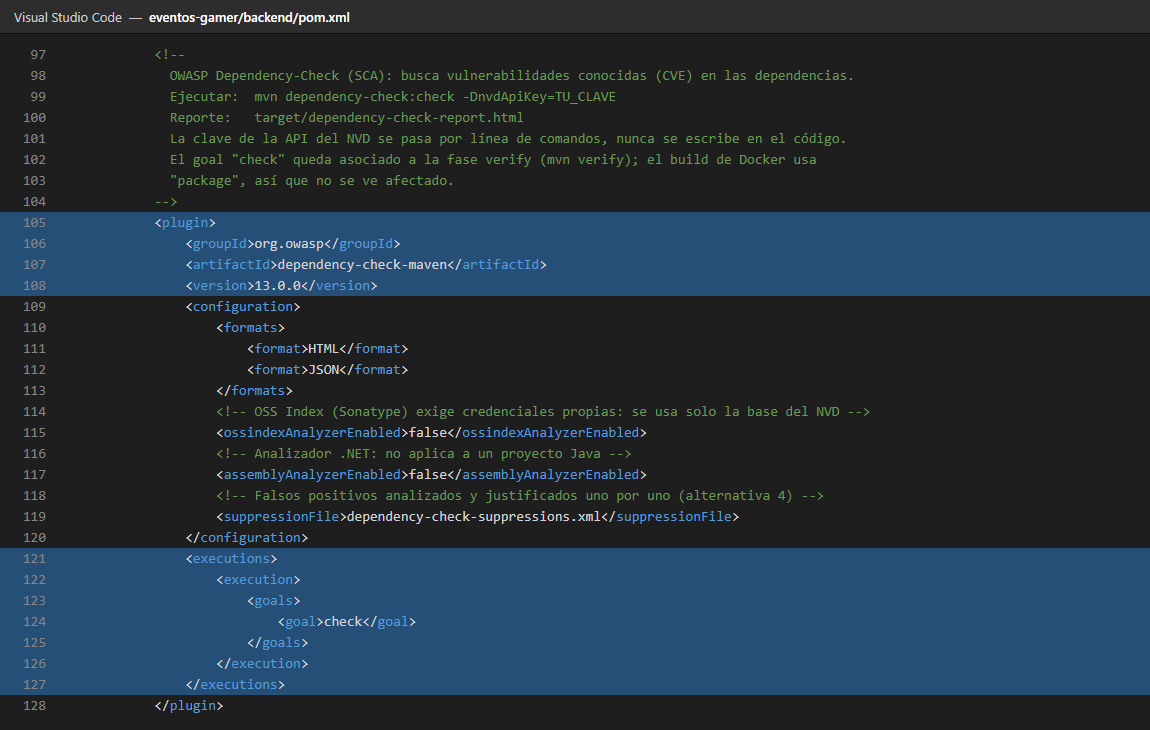 Visual Studio Code — eventos-gamer/backend/pom.xml
97 <!--
98 OWASP Dependency-Check (SCA): busca vulnerabilidades conocidas (CVE) en las dependencias.
99 Ejecutar: mvn dependency-check:check -DnvdApiKey=TU_CLAVE
100 Reporte: target/dependency-check-report.html
101 La clave de la API del NVD se pasa por línea de comandos, nunca se escribe en el código.
102 El goal "check" queda asociado a la fase verify (mvn verify); el build de Docker usa
103 "package", así que no se ve afectado.
104 -->
105 <plugin>
106 <groupId>org.owasp</groupId>
107 <artifactId>dependency-check-maven</artifactId>
108 <version>13.0.0</version>
109 <configuration>
110 <formats>
111 <format>HTML</format>
112 <format>JSON</format>
113 </formats>
114 <!-- OSS Index (Sonatype) exige credenciales propias: se usa solo la base del NVD -->
115 <ossindexAnalyzerEnabled>false</ossindexAnalyzerEnabled>
116 <!-- Analizador .NET: no aplica a un proyecto Java -->
117 <assemblyAnalyzerEnabled>false</assemblyAnalyzerEnabled>
118 <!-- Falsos positivos analizados y justificados uno por uno (alternativa 4) -->
119 <suppressionFile>dependency-check-suppressions.xml</suppressionFile>
120 </configuration>
121 <executions>
122 <execution>
123 <goals>
124 <goal>check</goal>
125 </goals>
126 </execution>
127 </executions>
128 </plugin>